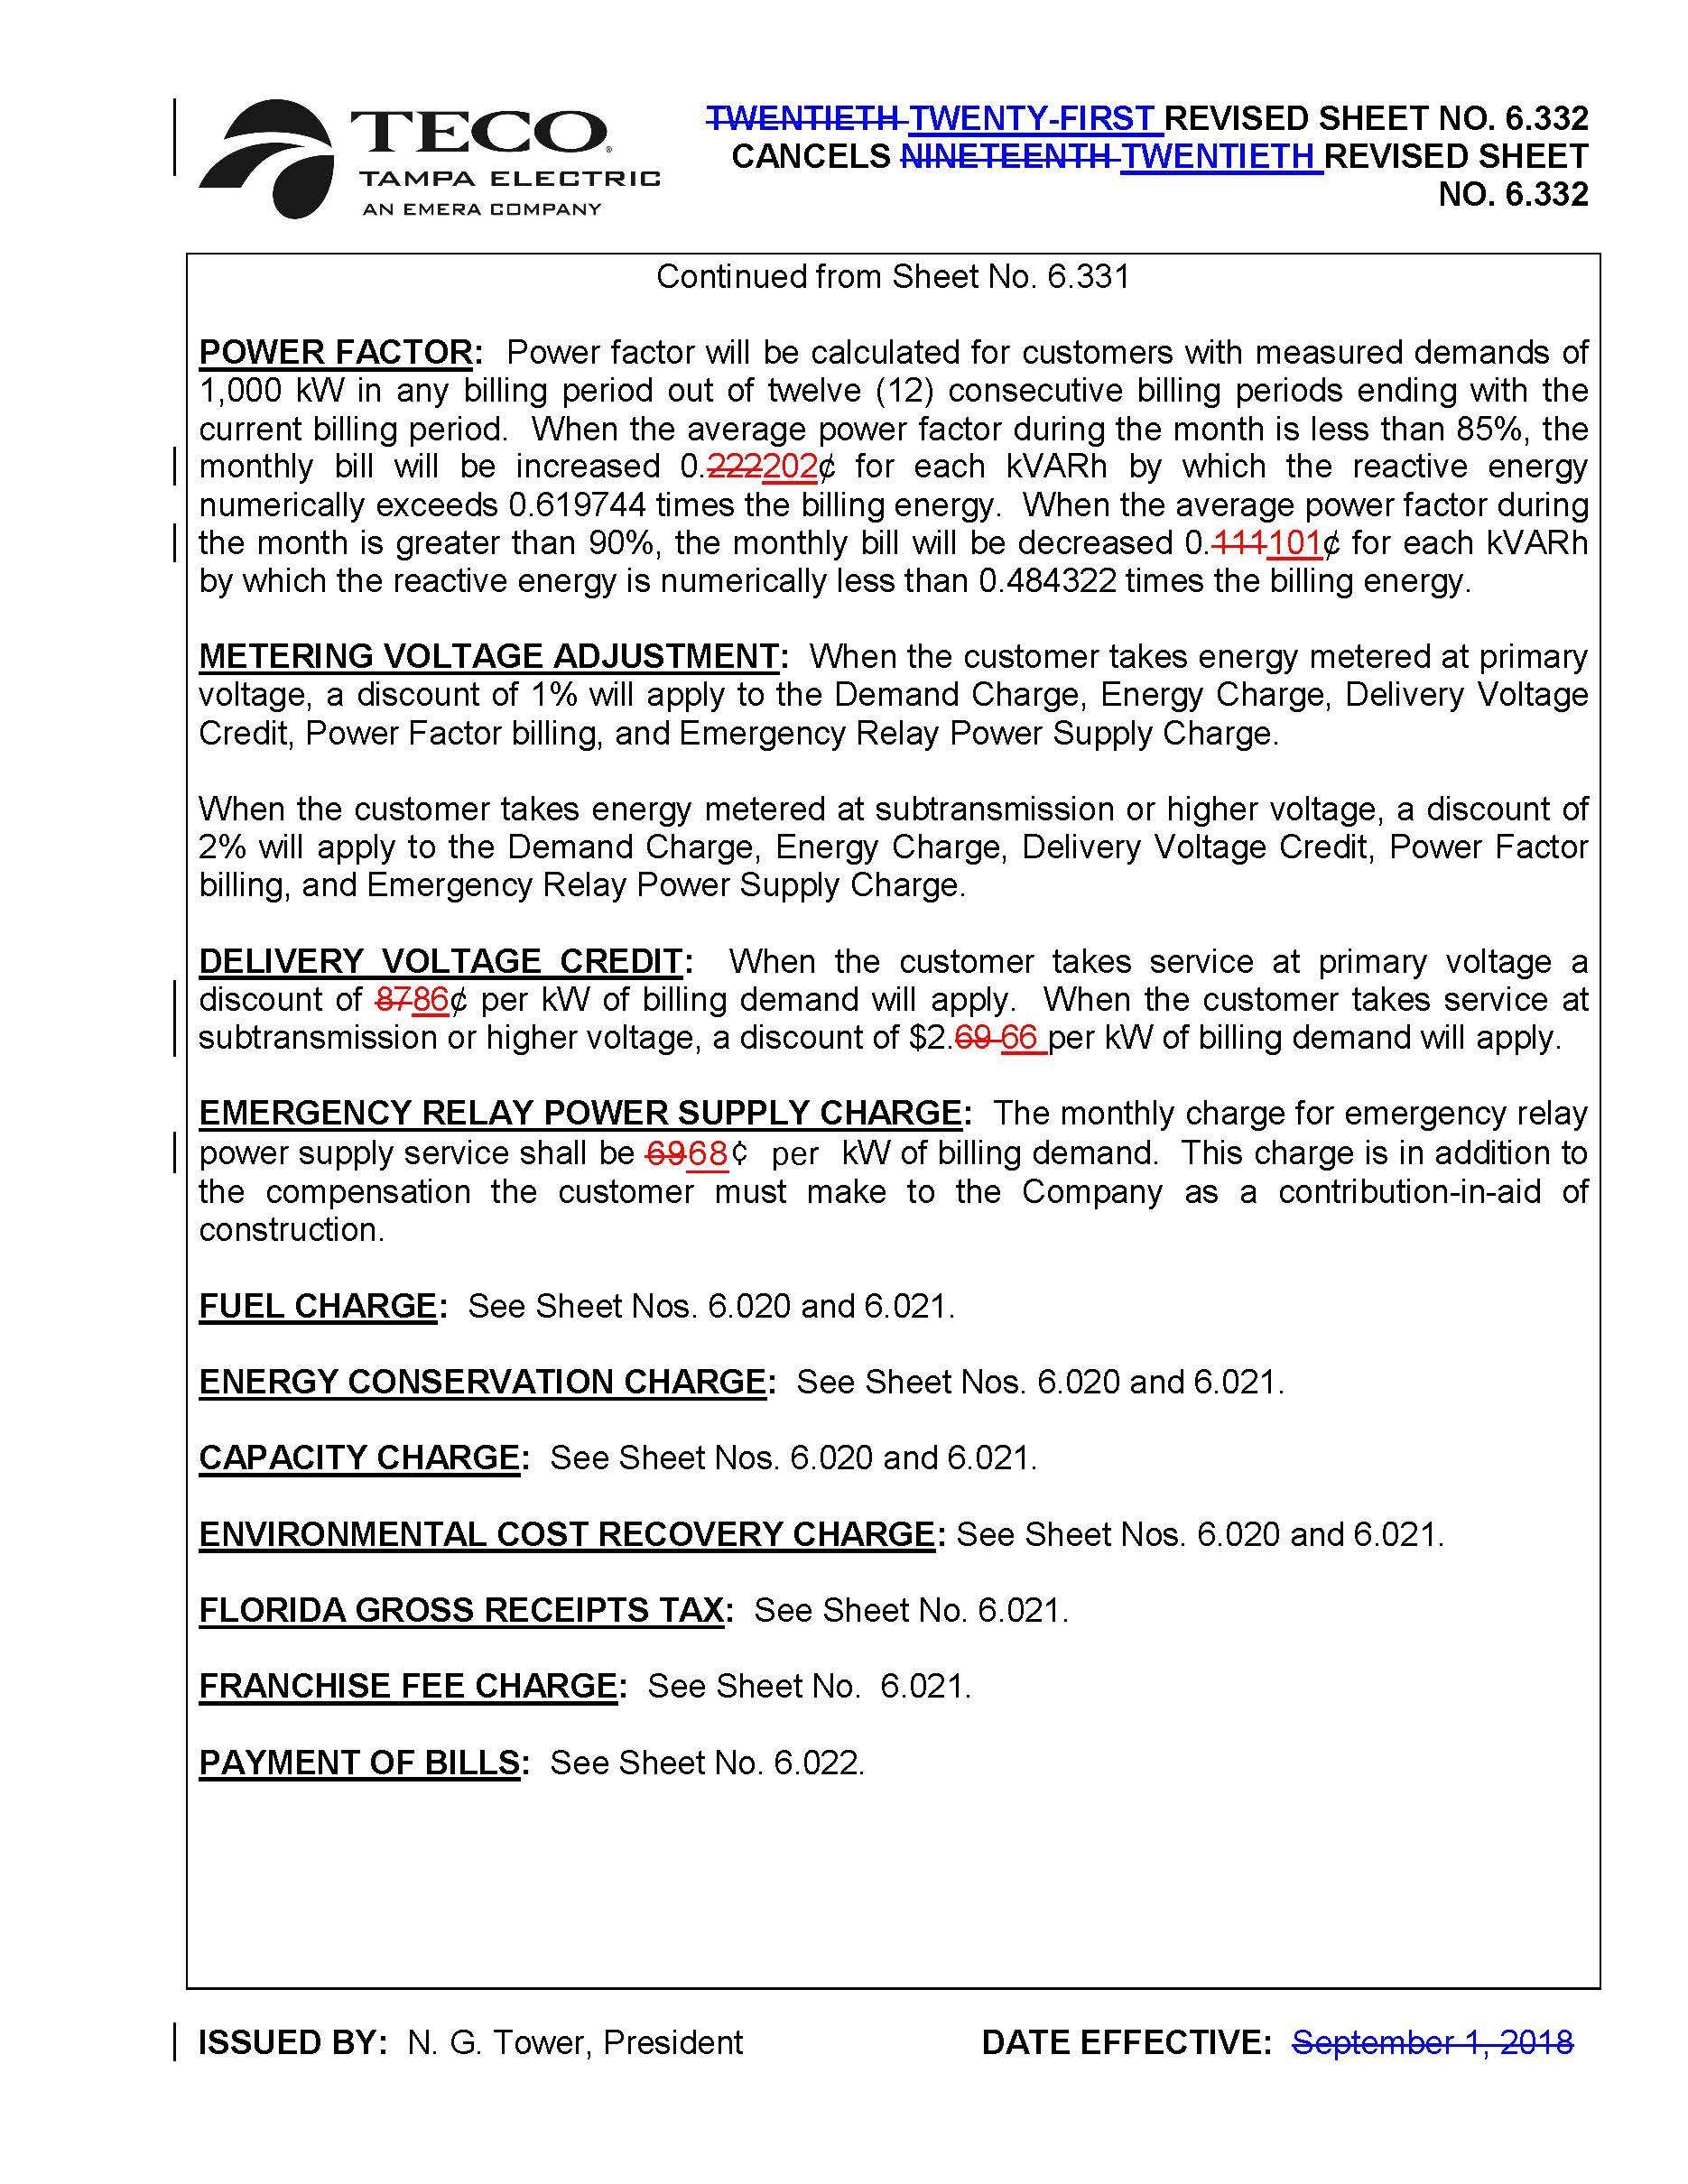 TECO®
TAMPA ELECTRIC
AN EMERA COMPANY
TWENTIETH TWENTY-FIRST REVISED SHEET NO. 6.332
CANCELS NINETEENTH TWENTIETH REVISED SHEET
NO. 6.332
Continued from Sheet No. 6.331
POWER FACTOR: Power factor will be calculated for customers with measured demands of
1,000 kW in any billing period out of twelve (12) consecutive billing periods ending with the
current billing period. When the average power factor during the month is less than 85%, the
monthly bill will be increased 0.222202¢ for each kVARh by which the reactive energy
numerically exceeds 0.619744 times the billing energy. When the average power factor during
the month is greater than 90%, the monthly bill will be decreased 0.111101¢ for each kVARh
by which the reactive energy is numerically less than 0.484322 times the billing energy.
METERING VOLTAGE ADJUSTMENT: When the customer takes energy metered at primary
voltage, a discount of 1% will apply to the Demand Charge, Energy Charge, Delivery Voltage
Credit, Power Factor billing, and Emergency Relay Power Supply Charge.
When the customer takes energy metered at subtransmission or higher voltage, a discount of
2% will apply to the Demand Charge, Energy Charge, Delivery Voltage Credit, Power Factor
billing, and Emergency Relay Power Supply Charge.
DELIVERY VOLTAGE CREDIT: When the customer takes service at primary voltage a
discount of 8786¢ per kW of billing demand will apply. When the customer takes service at
subtransmission or higher voltage, a discount of $2.69 66 per kW of billing demand will apply.
EMERGENCY RELAY POWER SUPPLY CHARGE: The monthly charge for emergency relay
power supply service shall be 6968¢ per kW of billing demand. This charge is in addition to
the compensation the customer must make to the Company as a contribution-in-aid of
construction.
FUEL CHARGE: See Sheet Nos. 6.020 and 6.021.
ENERGY CONSERVATION CHARGE: See Sheet Nos. 6.020 and 6.021.
CAPACITY CHARGE: See Sheet Nos. 6.020 and 6.021.
ENVIRONMENTAL COST RECOVERY CHARGE: See Sheet Nos. 6.020 and 6.021.
FLORIDA GROSS RECEIPTS TAX: See Sheet No. 6.021.
FRANCHISE FEE CHARGE: See Sheet No. 6.021.
PAYMENT OF BILLS: See Sheet No. 6.022.
ISSUED BY: N. G. Tower, President DATE EFFECTIVE: September 1, 2018